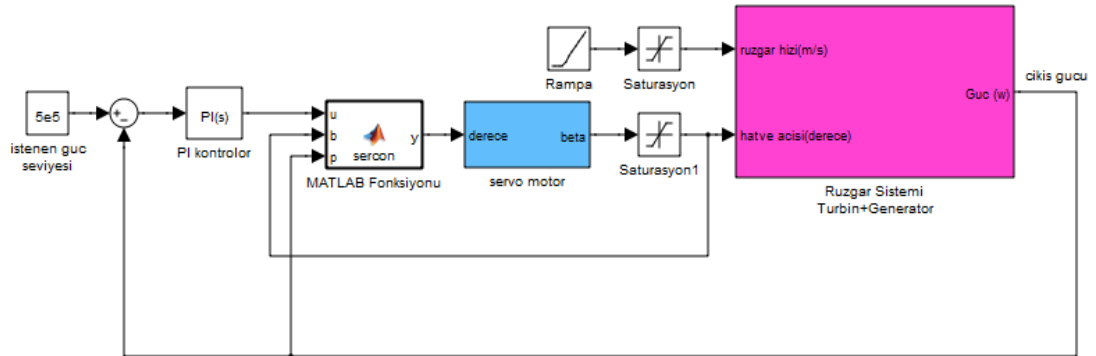 ruzgar hizi(m/s)
Rampa
Saturasyon
cikis gucu
Guc (w)
5e5
istenen guc
seviyesi
+
−
PI(s)
PI kontrolor
u
b
p
y
sercon
MATLAB Fonksiyonu
derece
beta
servo motor
Saturasyon1
hatve acisi(derece)
Ruzgar Sistemi
Turbin+Generator